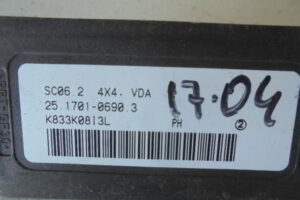 SC06.2 4X4. VDA
25.1701-0690.3
K833K0813L
PH
2
17.04